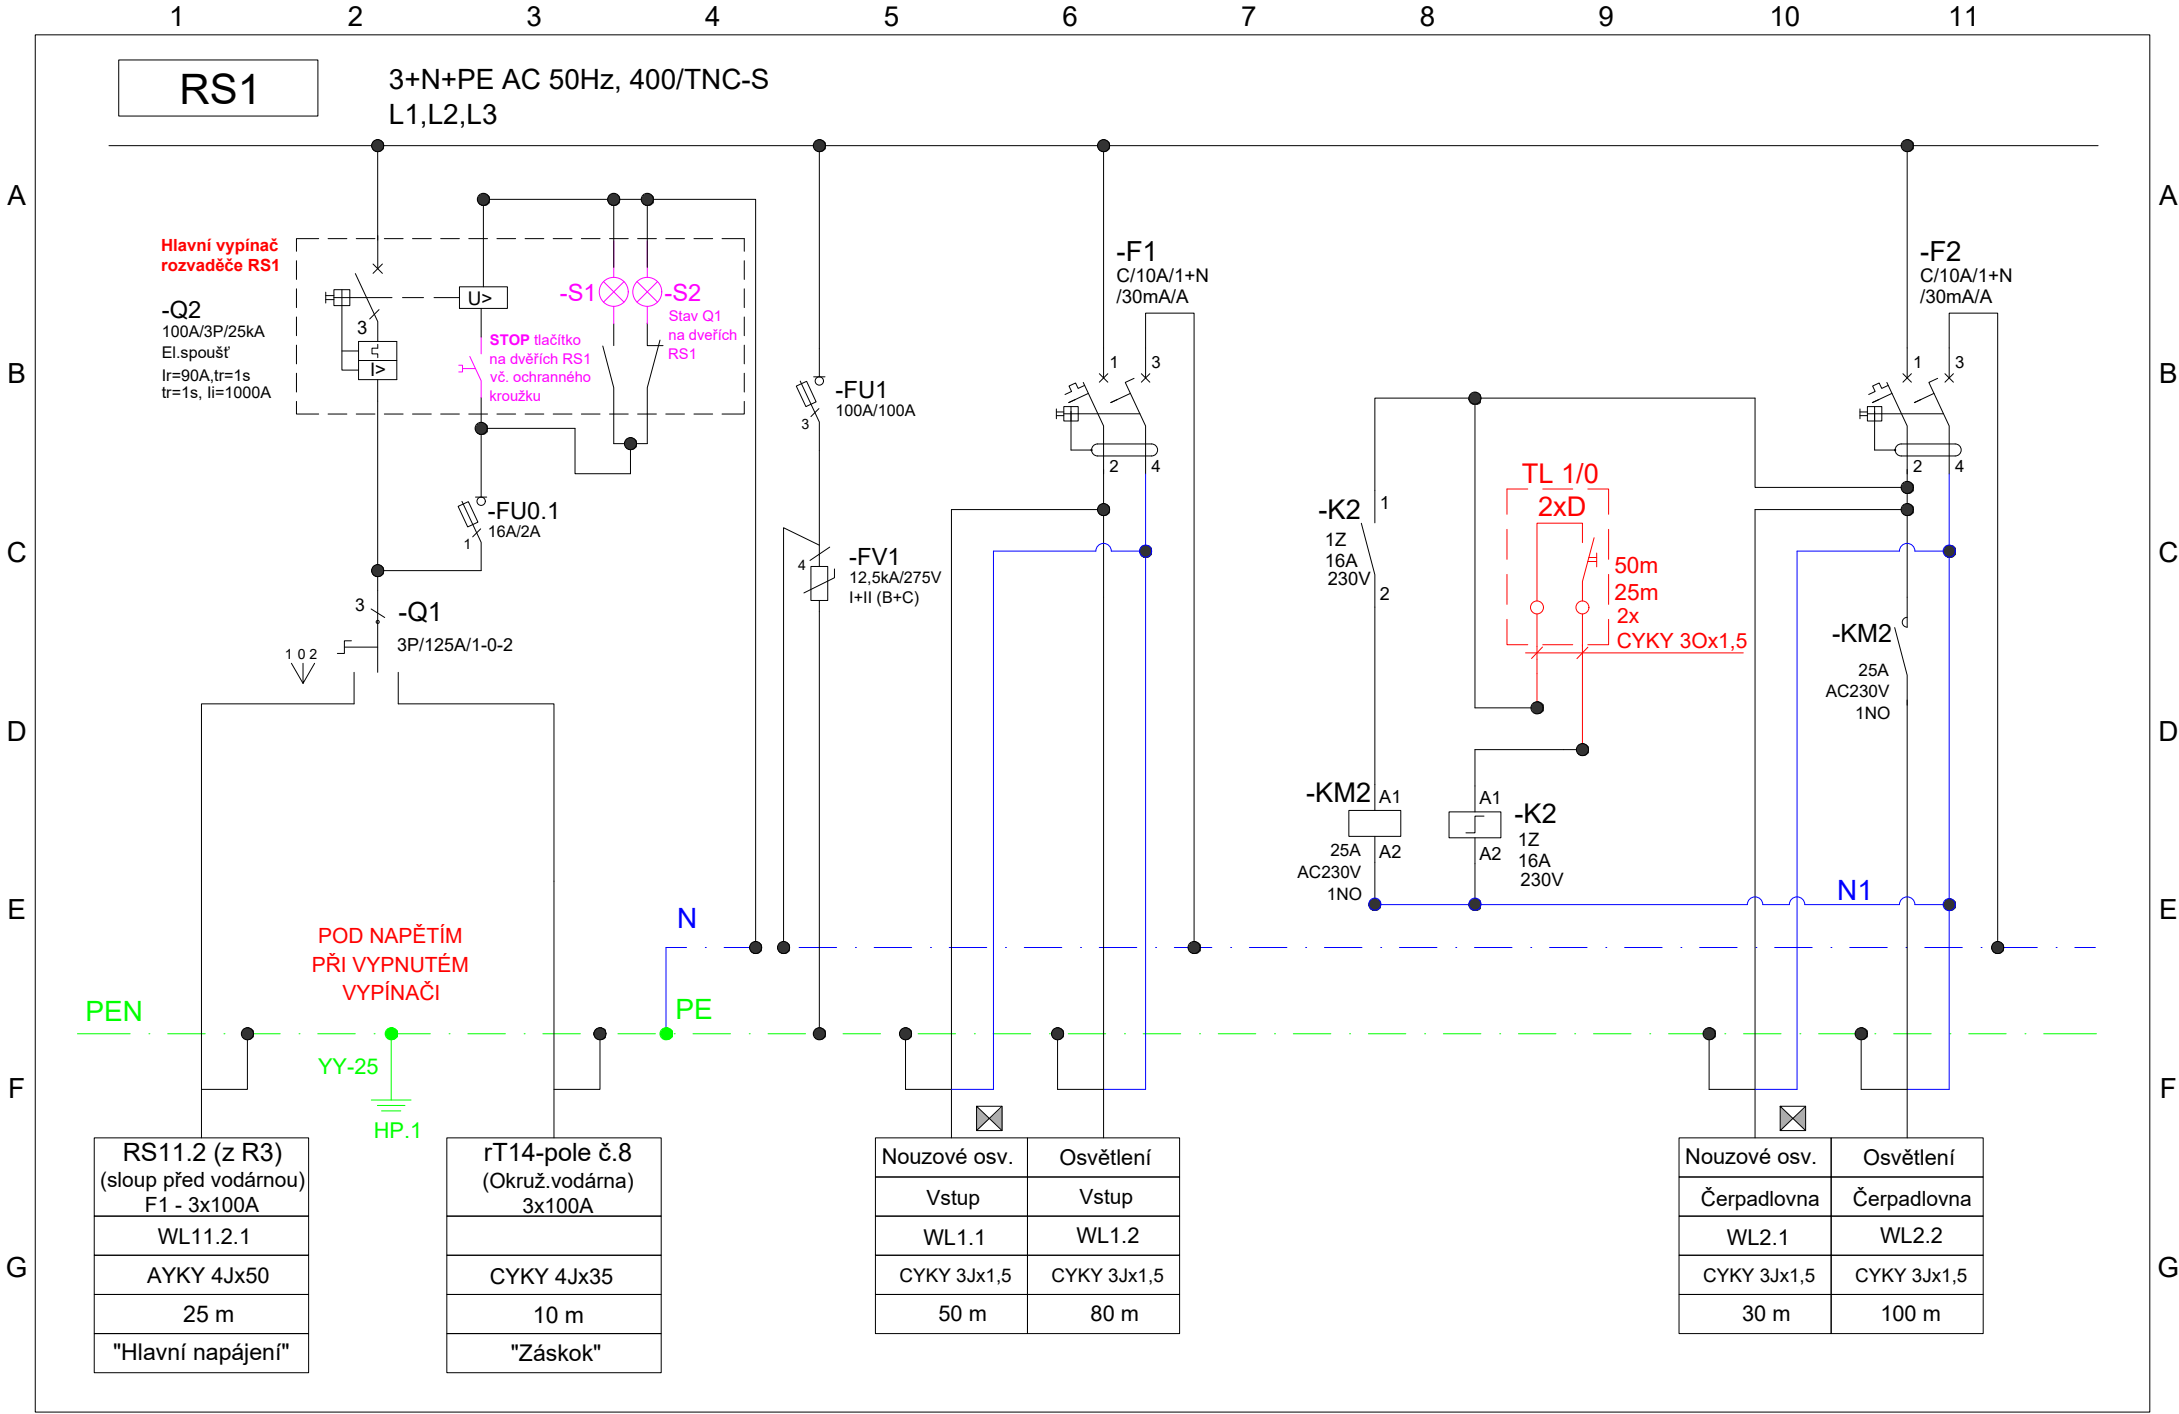 1 2 3 4 5 6 7 8 9 10 11
RS1
3+N+PE AC 50Hz, 400/TNC-S
L1,L2,L3
A
A
Hlavní vypínač
rozvaděče RS1
-Q2
100A/3P/25kA
El.spoušť
Ir=90A,tr=1s
tr=1s, Ii=1000A
3
I>
U>
STOP tlačítko
na dvěřích RS1
vč. ochranného
kroužku
-S1
-S2
Stav Q1
na dveřích
RS1
-FU1
100A/100A
3
-F1
C/10A/1+N
/30mA/A
1
3
2
4
-F2
C/10A/1+N
/30mA/A
1
3
2
4
B
B
-FU0.1
16A/2A
1
-FV1
12,5kA/275V
I+II (B+C)
4
-K2
1Z
16A
230V
1
2
TL 1/0
2xD
50m
25m
2x
CYKY 3Ox1,5
C
C
3
-Q1
3P/125A/1-0-2
1 0 2
-KM2
25A
AC230V
1NO
D
D
-KM2
A1
25A
A2
AC230V
1NO
A1
-K2
A2
1Z
16A
230V
N1
E
E
POD NAPĚTÍM
PŘI VYPNUTÉM
VYPÍNAČI
N
PEN
PE
YY-25
HP.1
F
F
RS11.2 (z R3)
(sloup před vodárnou)
F1 - 3x100A
WL11.2.1
AYKY 4Jx50
25 m
"Hlavní napájení"
rT14-pole č.8
(Okruž.vodárna)
3x100A
CYKY 4Jx35
10 m
"Záskok"
Nouzové osv.
Vstup
WL1.1
CYKY 3Jx1,5
50 m
Osvětlení
Vstup
WL1.2
CYKY 3Jx1,5
80 m
Nouzové osv.
Čerpadlovna
WL2.1
CYKY 3Jx1,5
30 m
Osvětlení
Čerpadlovna
WL2.2
CYKY 3Jx1,5
100 m
G
G